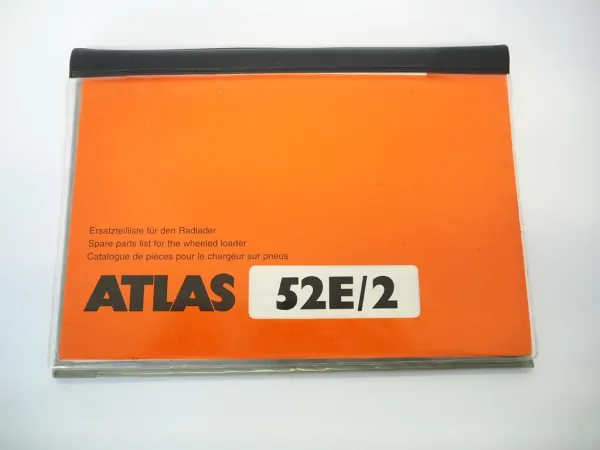 Ersatzteilliste für den Radlader
Spare parts list for the wheeled loader
Catalogue de pièces pour le chargeur sur pneus
ATLAS 52E/2